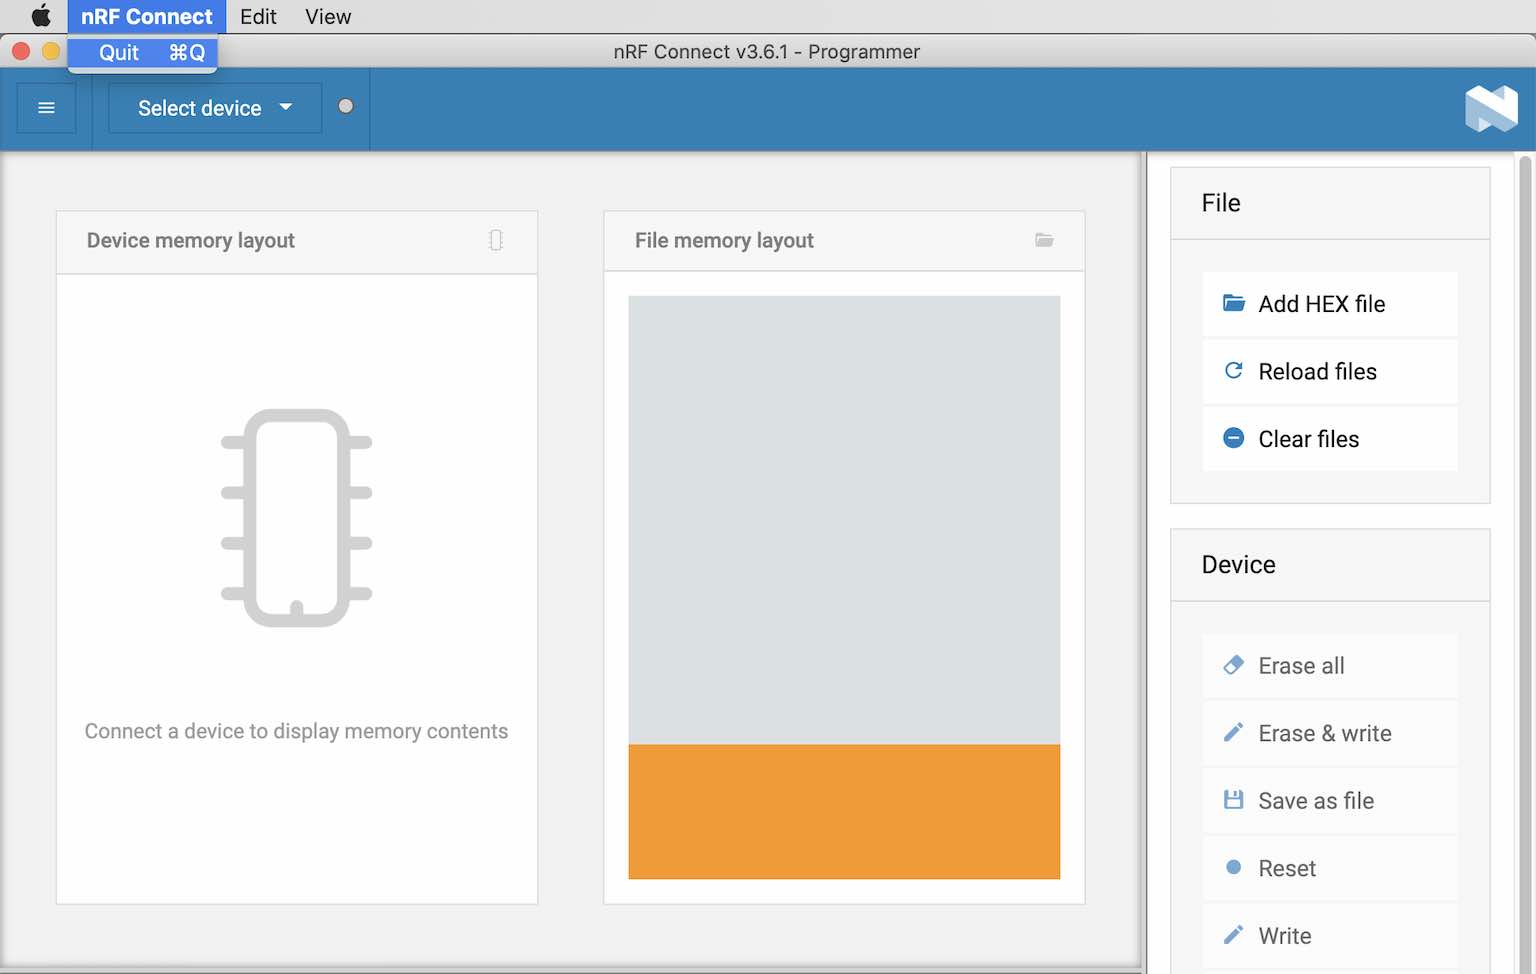 nRF Connect Edit View
Quit ⌘Q
nRF Connect v3.6.1 - Programmer
Select device
Device memory layout
Connect a device to display memory contents
File memory layout
File
Add HEX file
Reload files
Clear files
Device
Erase all
Erase & write
Save as file
Reset
Write